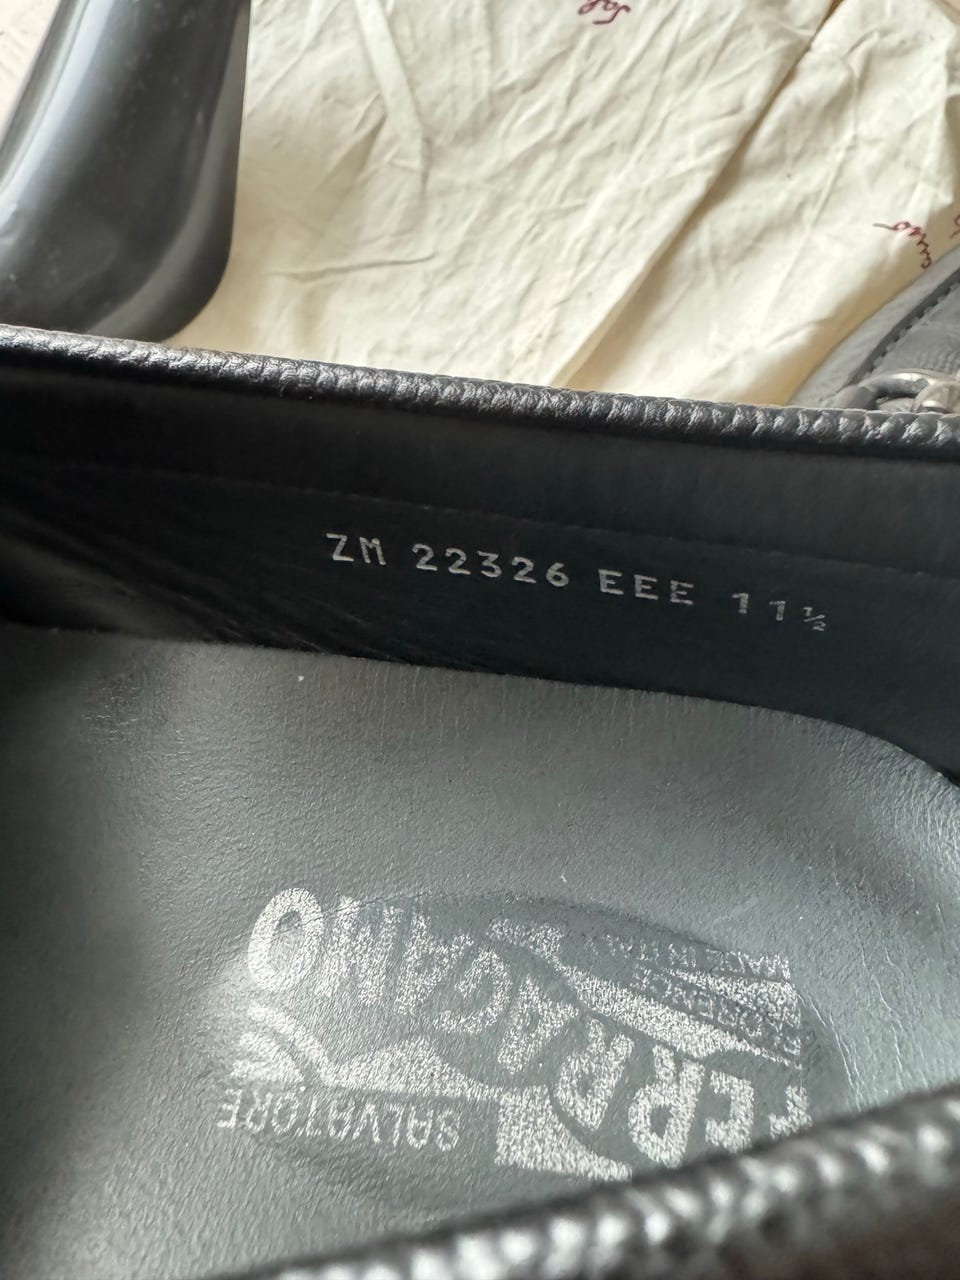 ZM 22326 EEE 11½
SALVATORE
FERRAGAMO